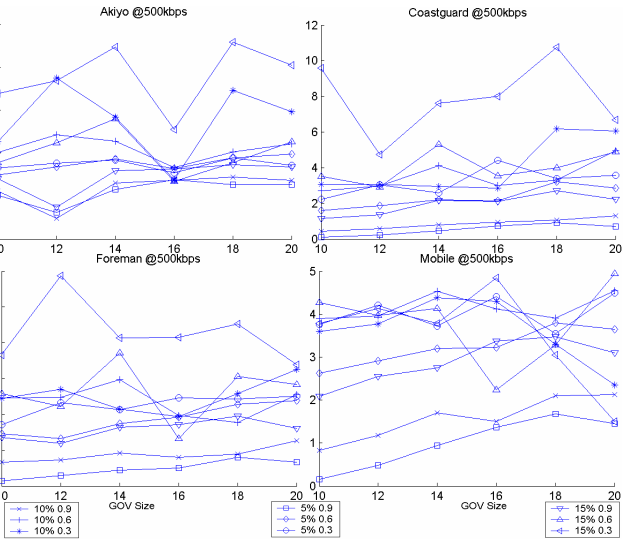 Akiyo @500kbps
Coastguard @500kbps
12
10
8
6
4
2
0
0 12 14 16 18 20
10 12 14 16 18 20
Foreman @500kbps
Mobile @500kbps
5
4
3
2
1
0
0 12 14 16 18 20
10 12 14 16 18 20
GOV Size
GOV Size
10% 0.9
10% 0.6
10% 0.3
5% 0.9
5% 0.6
5% 0.3
15% 0.9
15% 0.6
15% 0.3